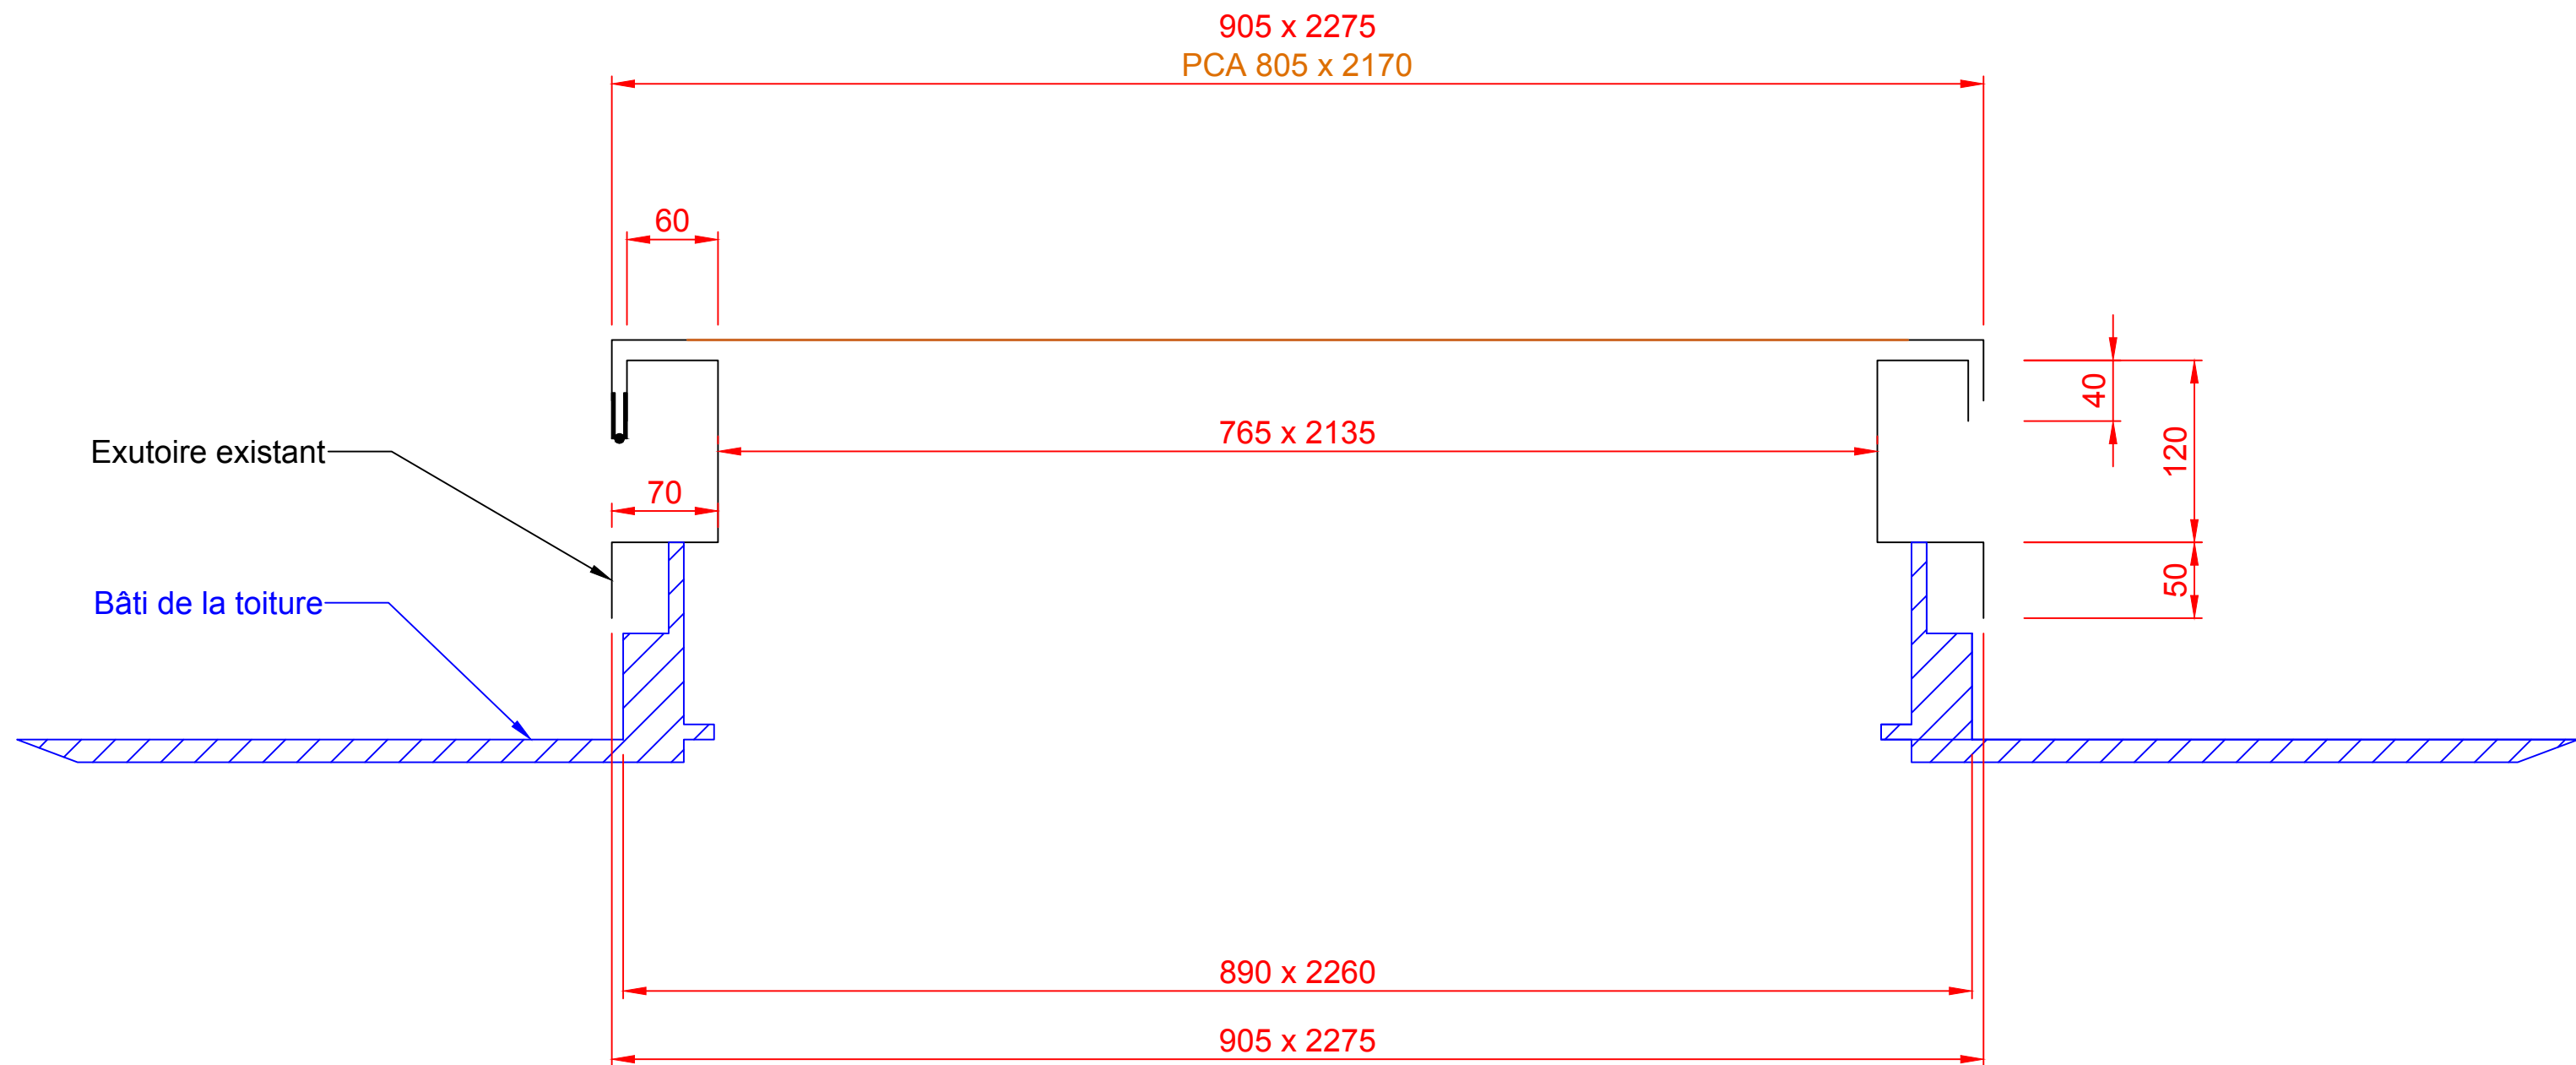 905 x 2275
PCA 805 x 2170
60
40
765 x 2135
120
Exutoire existant
70
50
Bâti de la toiture
890 x 2260
905 x 2275